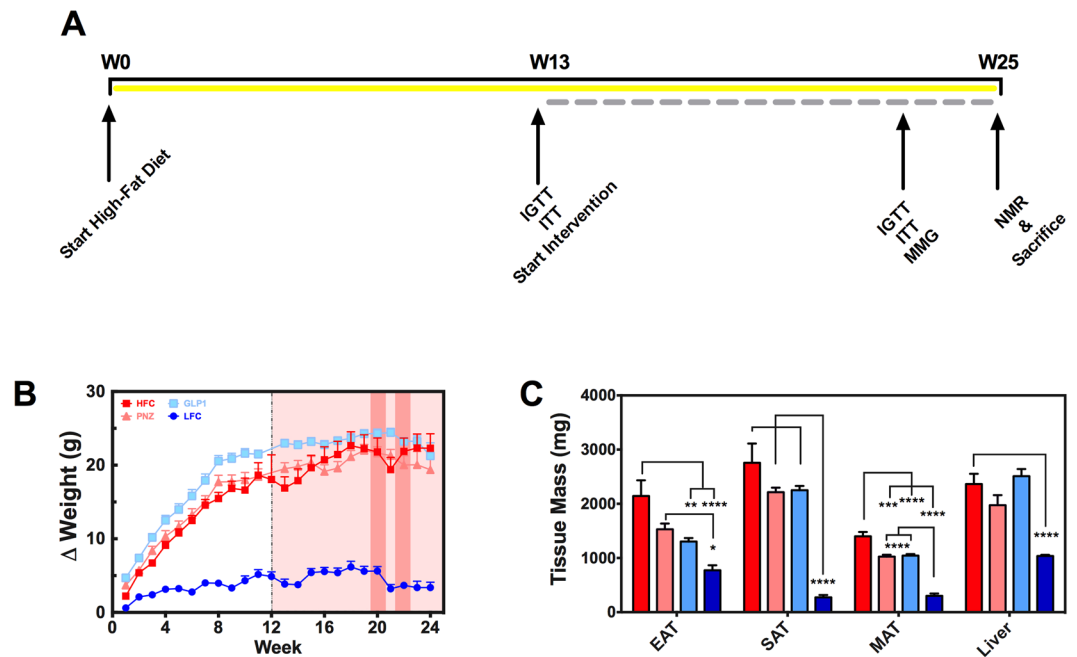 A
W0 W13 W25
Start High-Fat Diet
IGTT
ITT
Start Intervention
IGTT
ITT
MMG
NMR
&
Sacrifice
B
Δ Weight (g)
30
20
10
0
HFC GLP1
PNZ LFC
0 4 8 12 16 20 24
Week
C
Tissue Mass (mg)
4000
3000
2000
1000
0
** ****
*
****
*** **** ****
****
****
EAT SAT MAT Liver